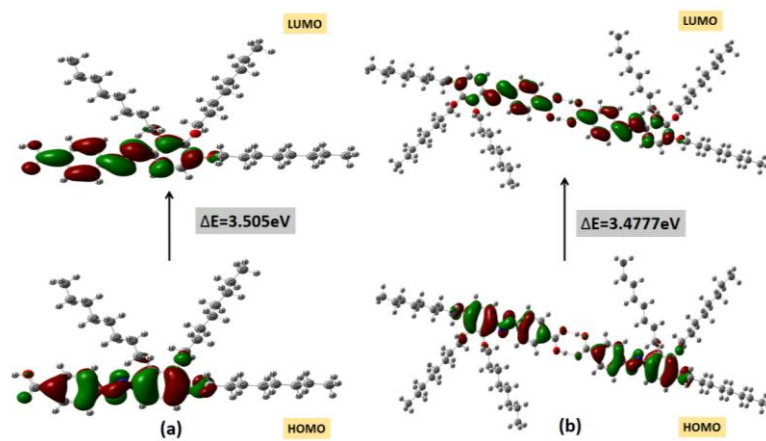 LUMO
LUMO
ΔE=3.505eV
ΔE=3.4777eV
(a)
HOMO
(b)
HOMO